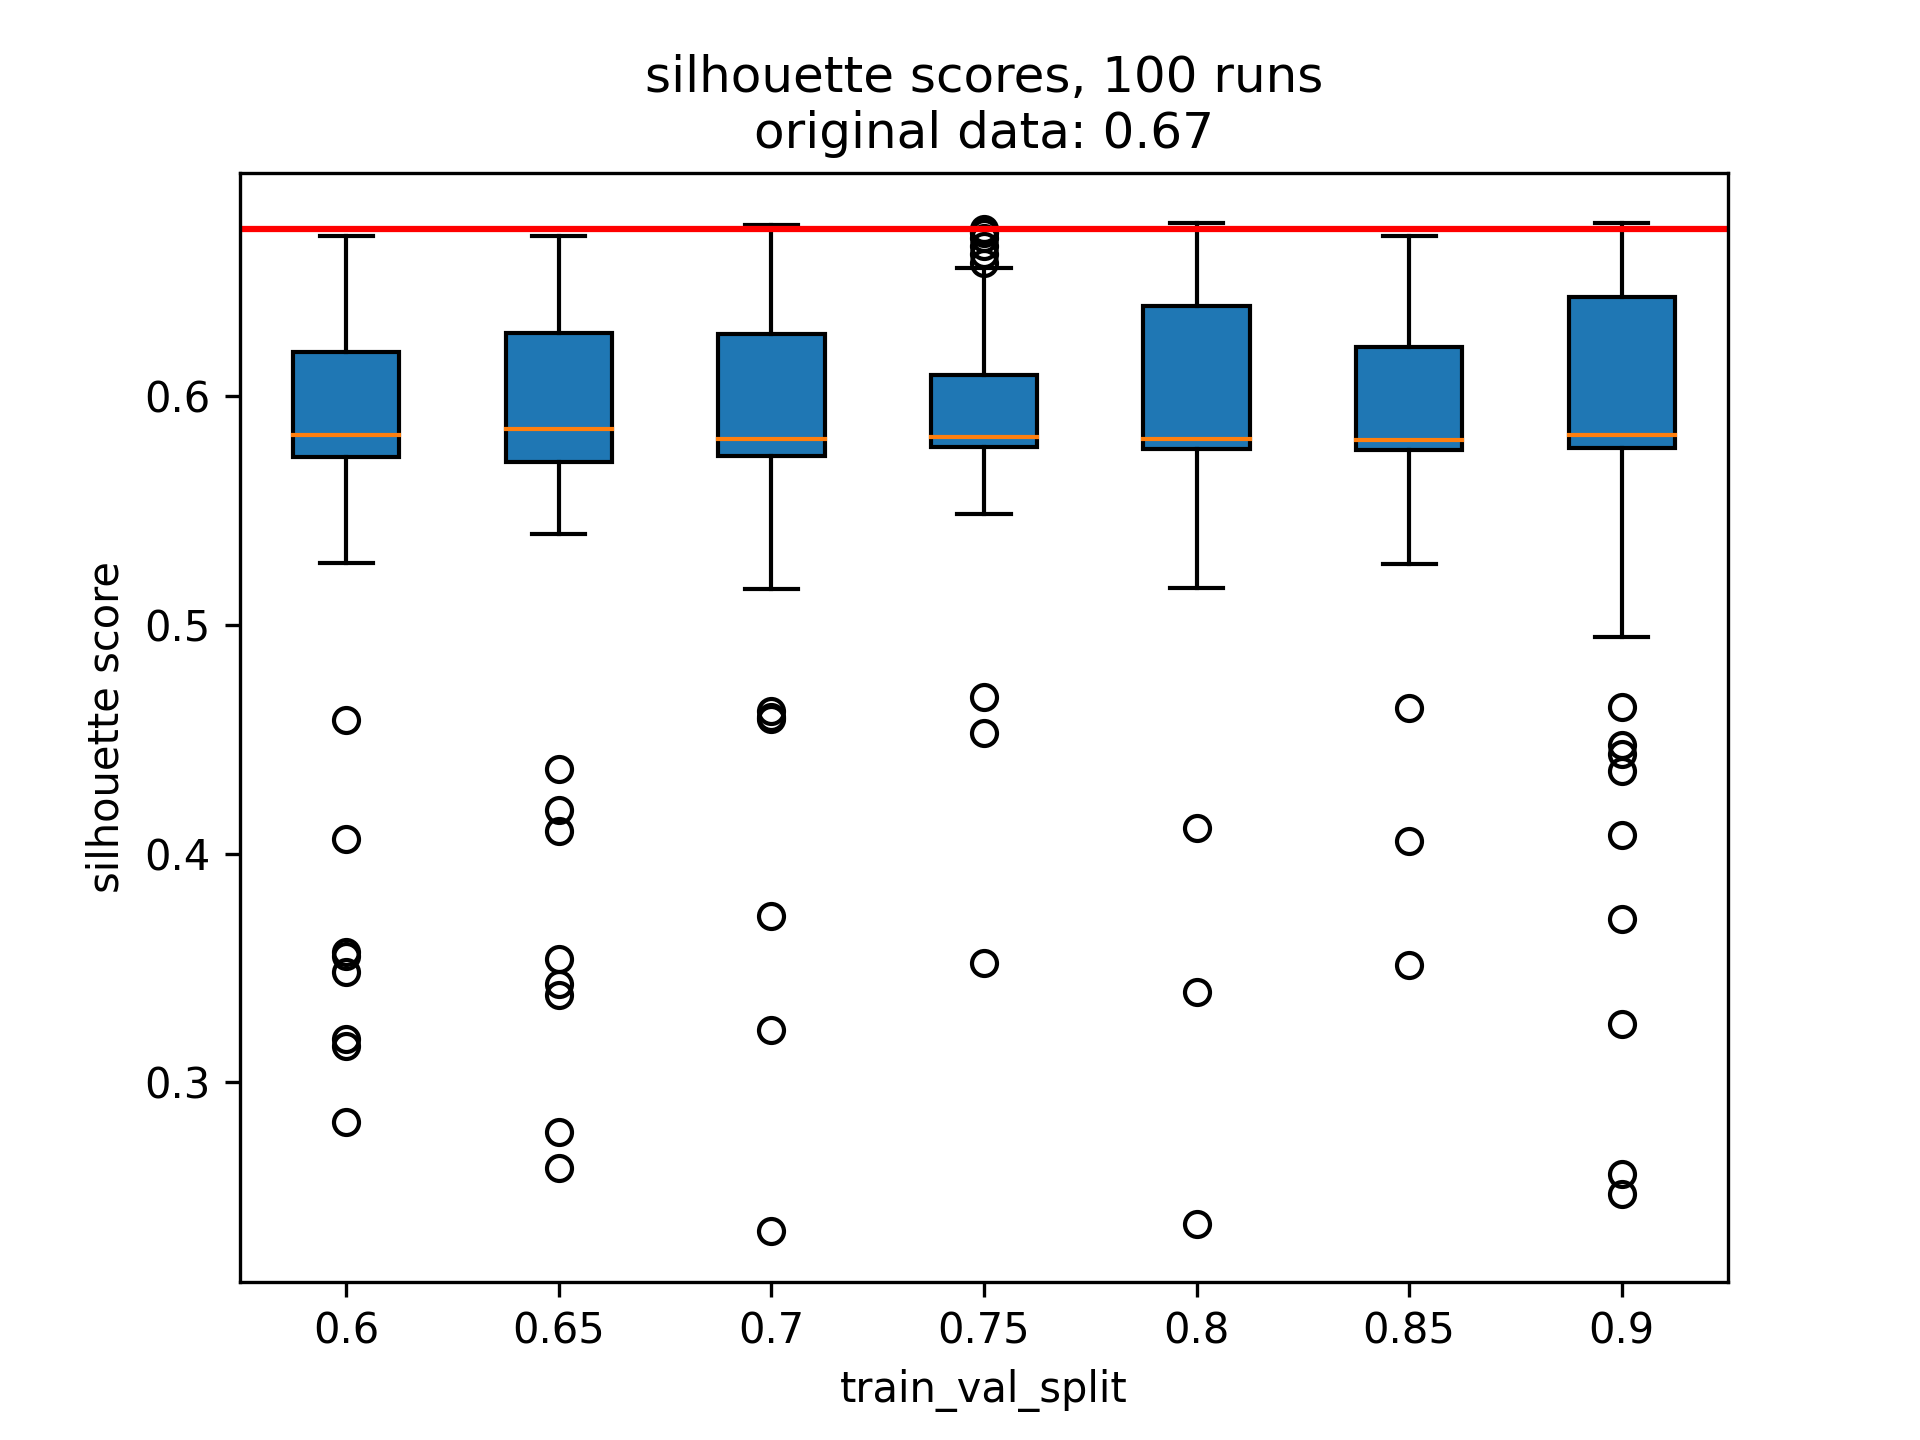 silhouette scores, 100 runs
original data: 0.67
silhouette score
0.6
0.5
0.4
0.3
0.6 0.65 0.7 0.75 0.8 0.85 0.9
train_val_split